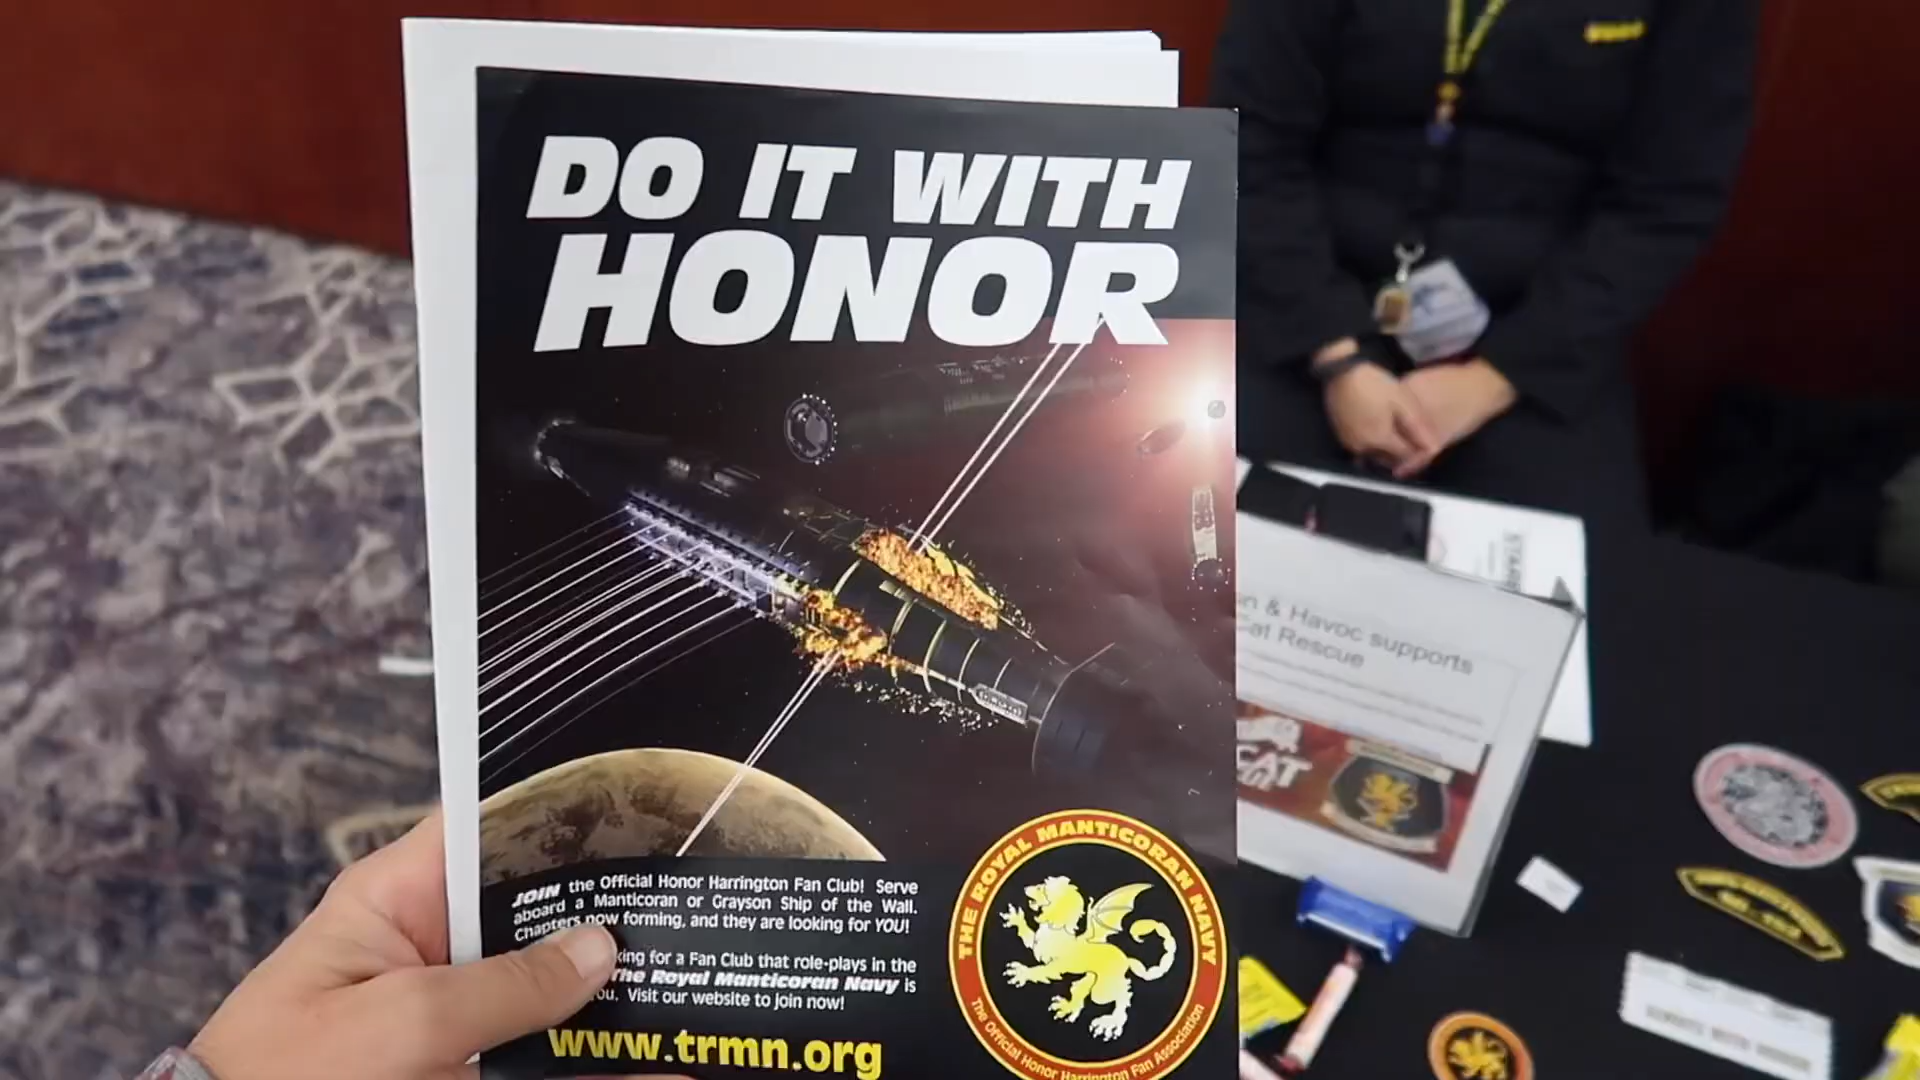 DO IT WITH
HONOR
JOIN the Official Honor Harrington Fan Club! Serve
aboard a Manticoran or Grayson Ship of the Wall.
Chapters now forming, and they are looking for YOU!
king for a Fan Club that role-plays in the
The Royal Manticoran Navy is
ou. Visit our website to join now!
www.trmn.org
THE ROYAL MANTICORAN NAVY
The Official Honor Harrington Fan Association
n & Havoc supports
Cat Rescue
CAT